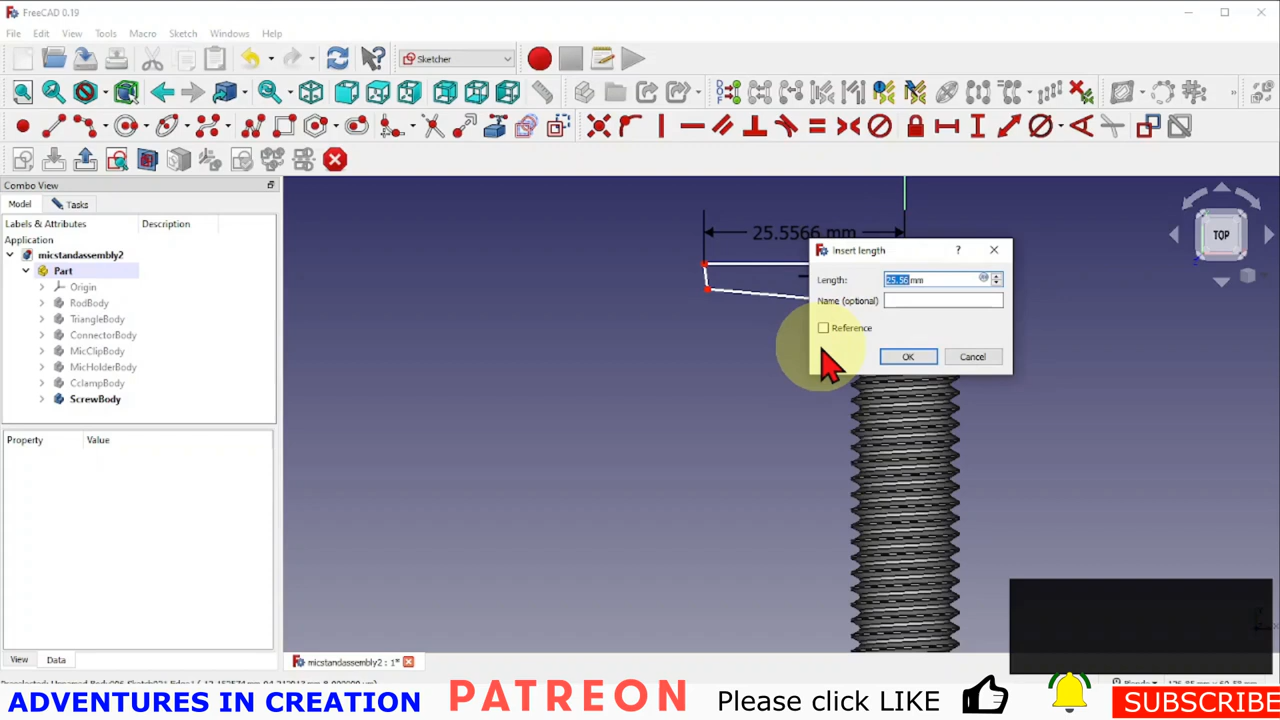 FreeCAD 0.19
File Edit View Tools Macro Sketch Windows Help
Sketcher
Combo View
Model Tasks
Labels & Attributes Description
Application
micstandassembly2
Part
Origin
RodBody
TriangleBody
ConnectorBody
MicClipBody
MicHolderBody
CclampBody
ScrewBody
Property Value
View Data
25.5566 mm
Insert length
Length: 25.56 mm
Name (optional)
Reference
OK Cancel
TOP
micstandassembly2 : 1*
ADVENTURES IN CREATION PATREON Please click LIKE SUBSCRIBE